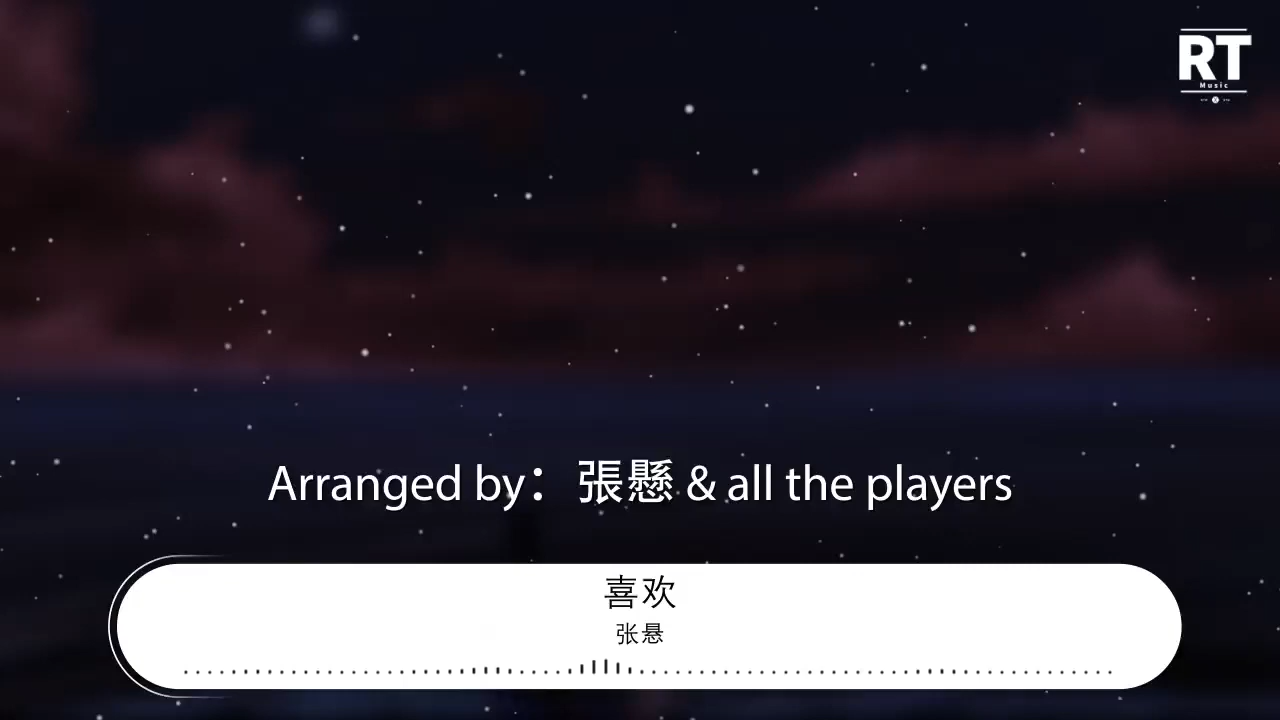 RT
Music
Arranged by：張懸 & all the players
喜欢
张悬